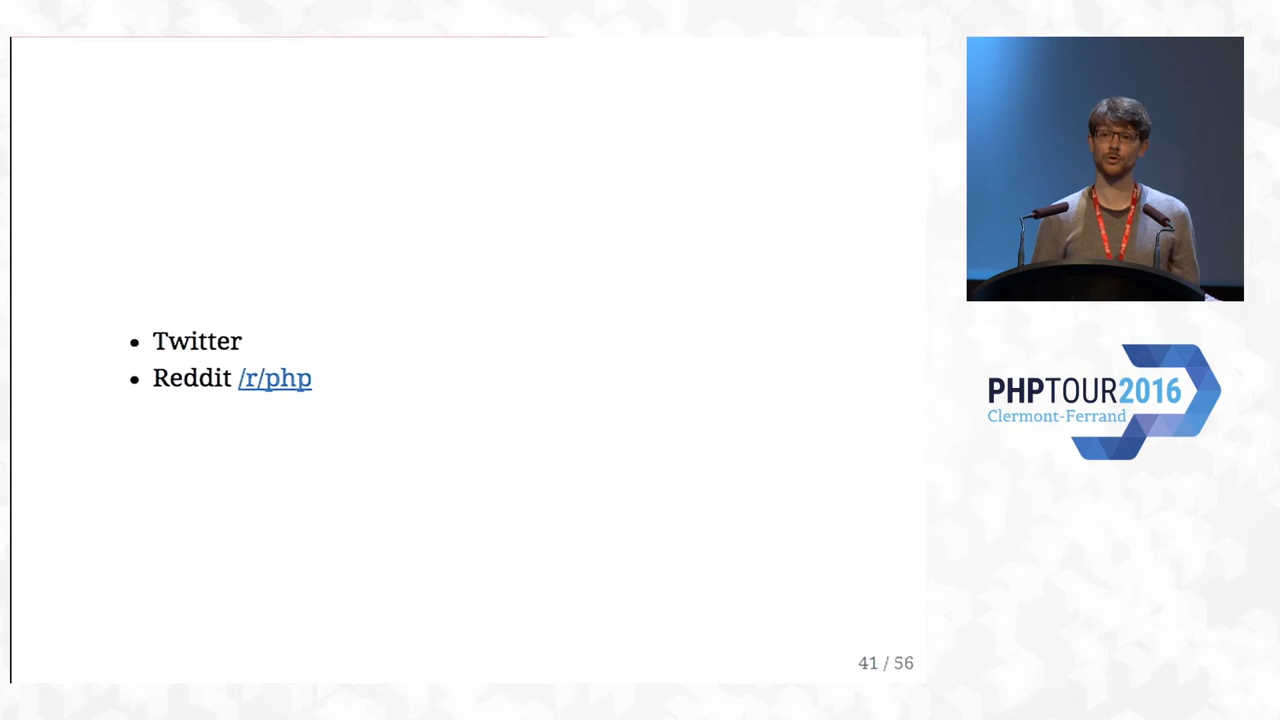 • Twitter
• Reddit /r/php
41 / 56
PHPTOUR2016
Clermont-Ferrand